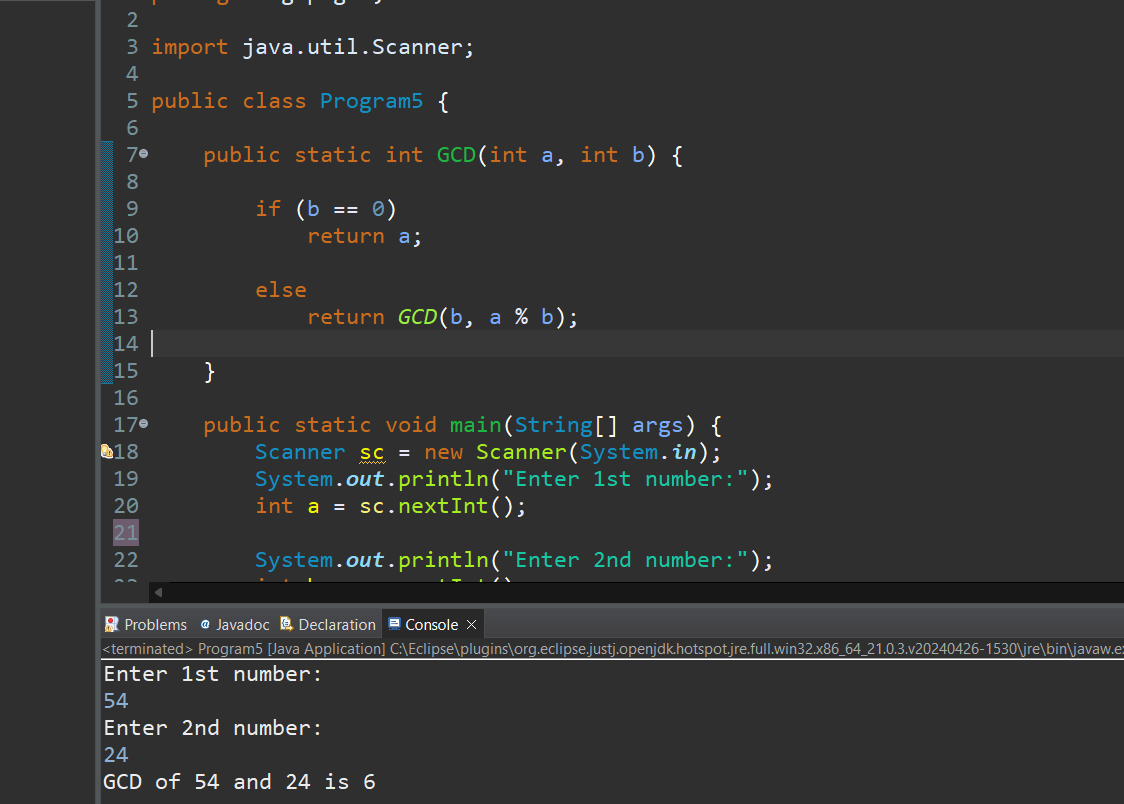 2
3 import java.util.Scanner;
4
5 public class Program5 {
6
7 public static int GCD(int a, int b) {
8
9 if (b == 0)
10 return a;
11
12 else
13 return GCD(b, a % b);
14
15 }
16
17 public static void main(String[] args) {
18 Scanner sc = new Scanner(System.in);
19 System.out.println("Enter 1st number:");
20 int a = sc.nextInt();
21
22 System.out.println("Enter 2nd number:");
Problems Javadoc Declaration Console
<terminated> Program5 [Java Application] C:\Eclipse\plugins\org.eclipse.justj.openjdk.hotspot.jre.full.win32.x86_64_21.0.3.v20240426-1530\jre\bin\javaw.e
Enter 1st number:
54
Enter 2nd number:
24
GCD of 54 and 24 is 6